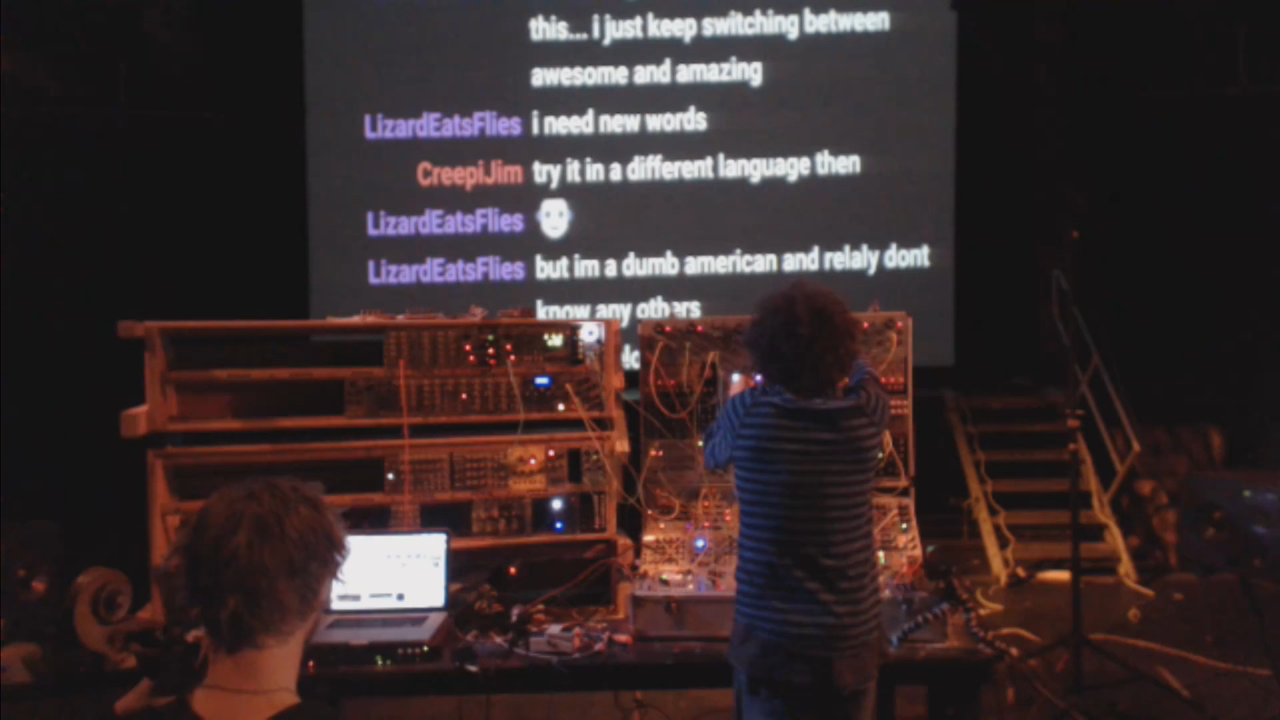 this... i just keep switching between
awesome and amazing
LizardEatsFlies i need new words
CreepiJim try it in a different language then
LizardEatsFlies
LizardEatsFlies but im a dumb american and relaly dont
know any othrs